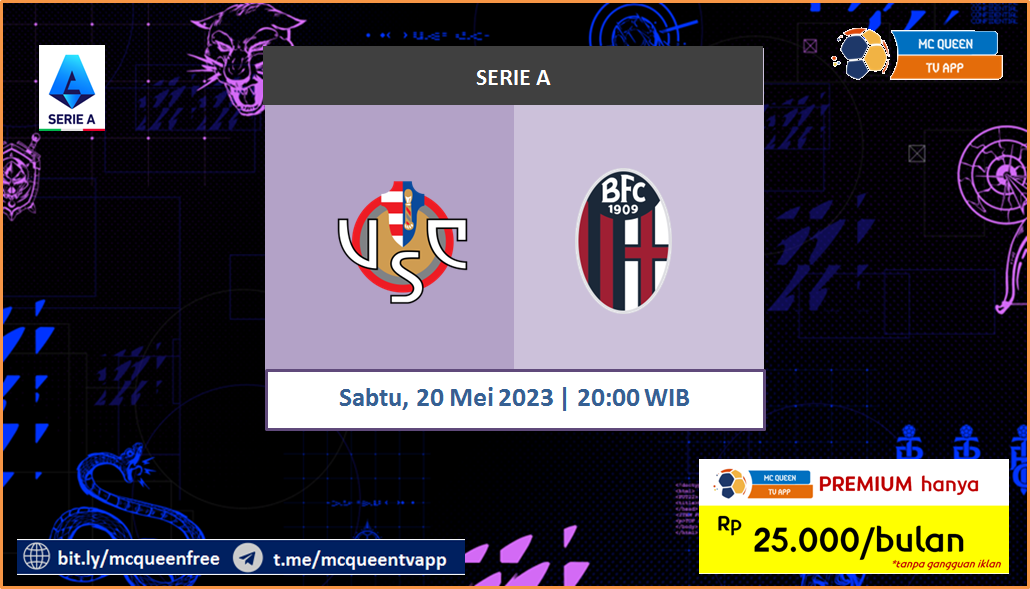 SERIE A
MC QUEEN
TV APP
SERIE A
BFC
1909
USC
Sabtu, 20 Mei 2023 | 20:00 WIB
MC QUEEN
TV APP
PREMIUM hanya
Rp 25.000/bulan
*tanpa gangguan iklan
bit.ly/mcqueenfree
t.me/mcqueentvapp